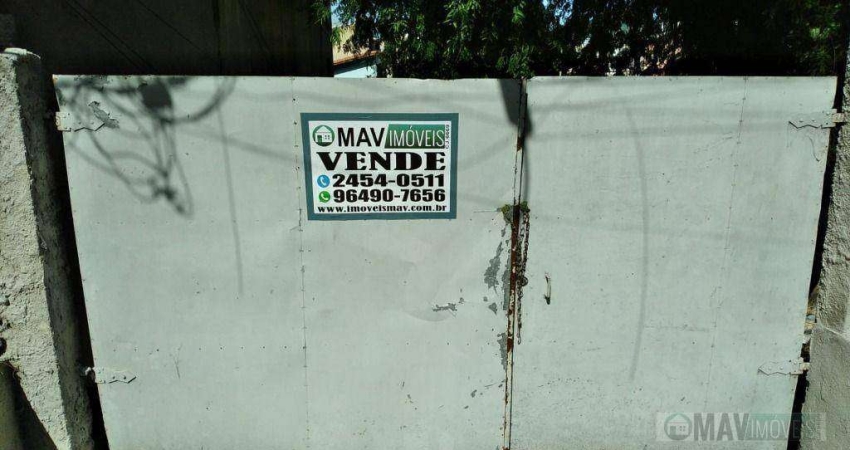 MAV IMÓVEIS
VENDE
2454-0511
96490-7656
www.imoveismav.com.br
MAV IMÓVEIS